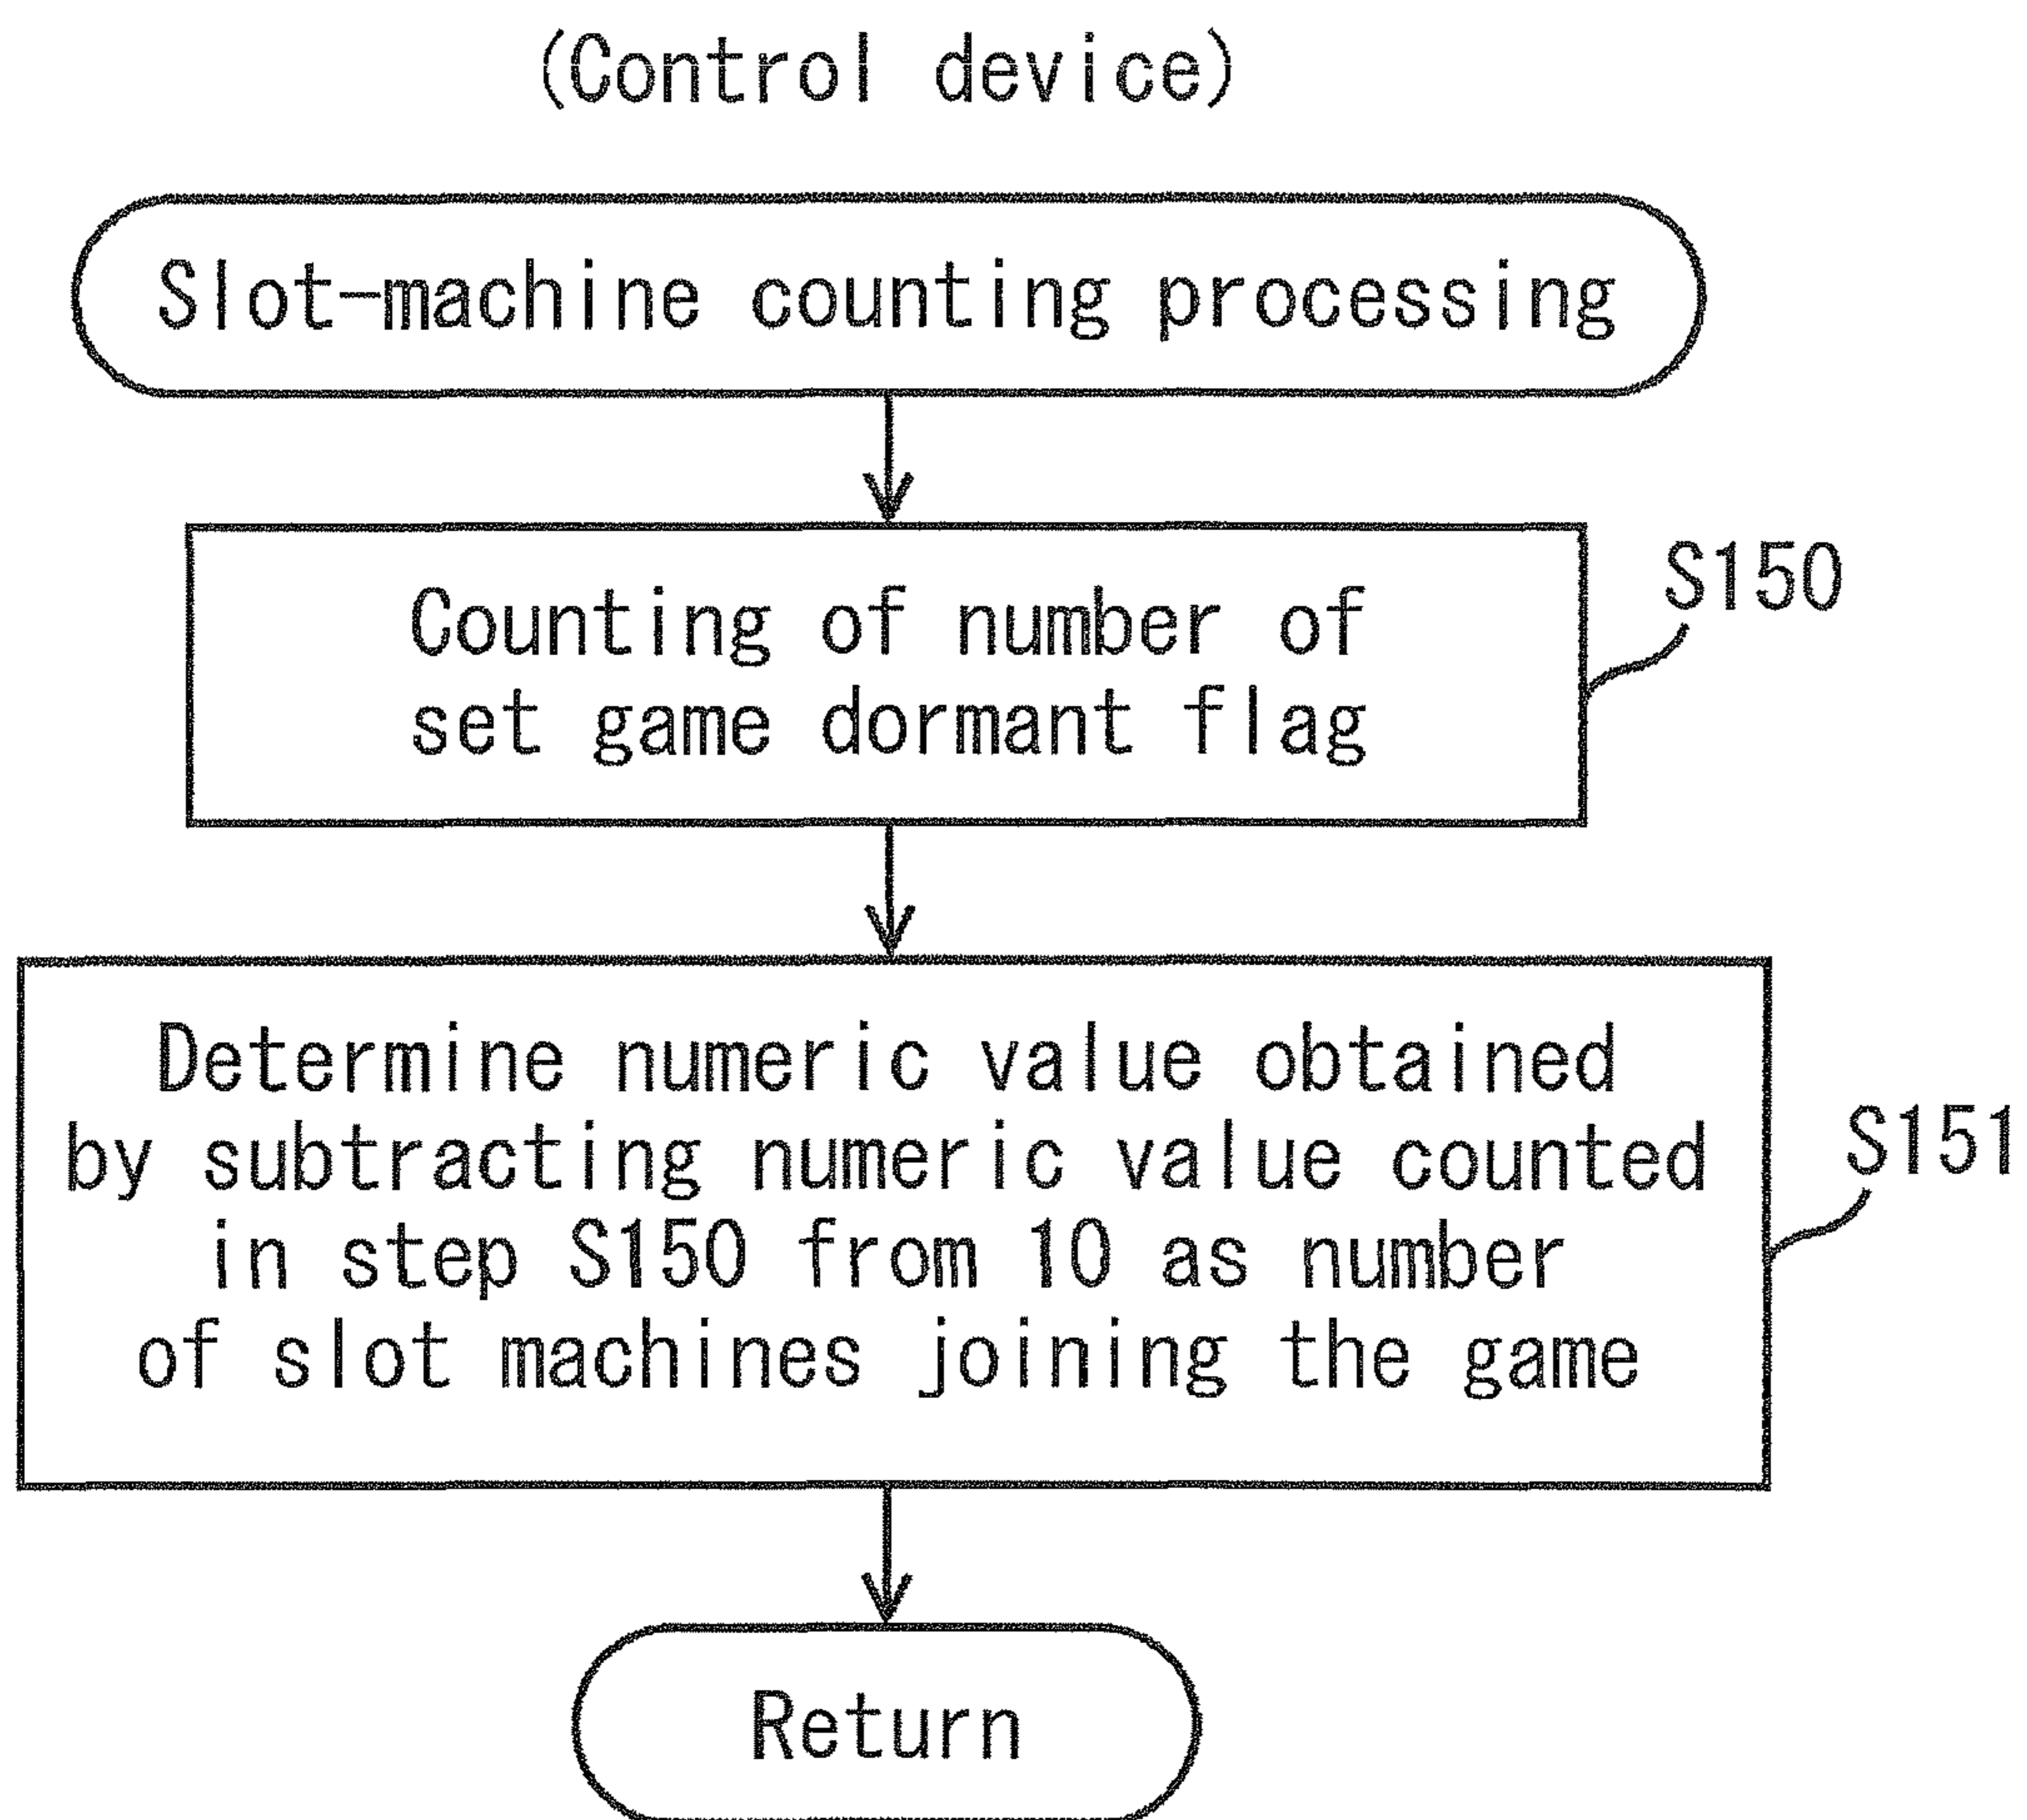 (Control device)
Slot-machine counting processing
Counting of number of
set game dormant flag
S150
Determine numeric value obtained
by subtracting numeric value counted
in step S150 from 10 as number
of slot machines joining the game
S151
Return